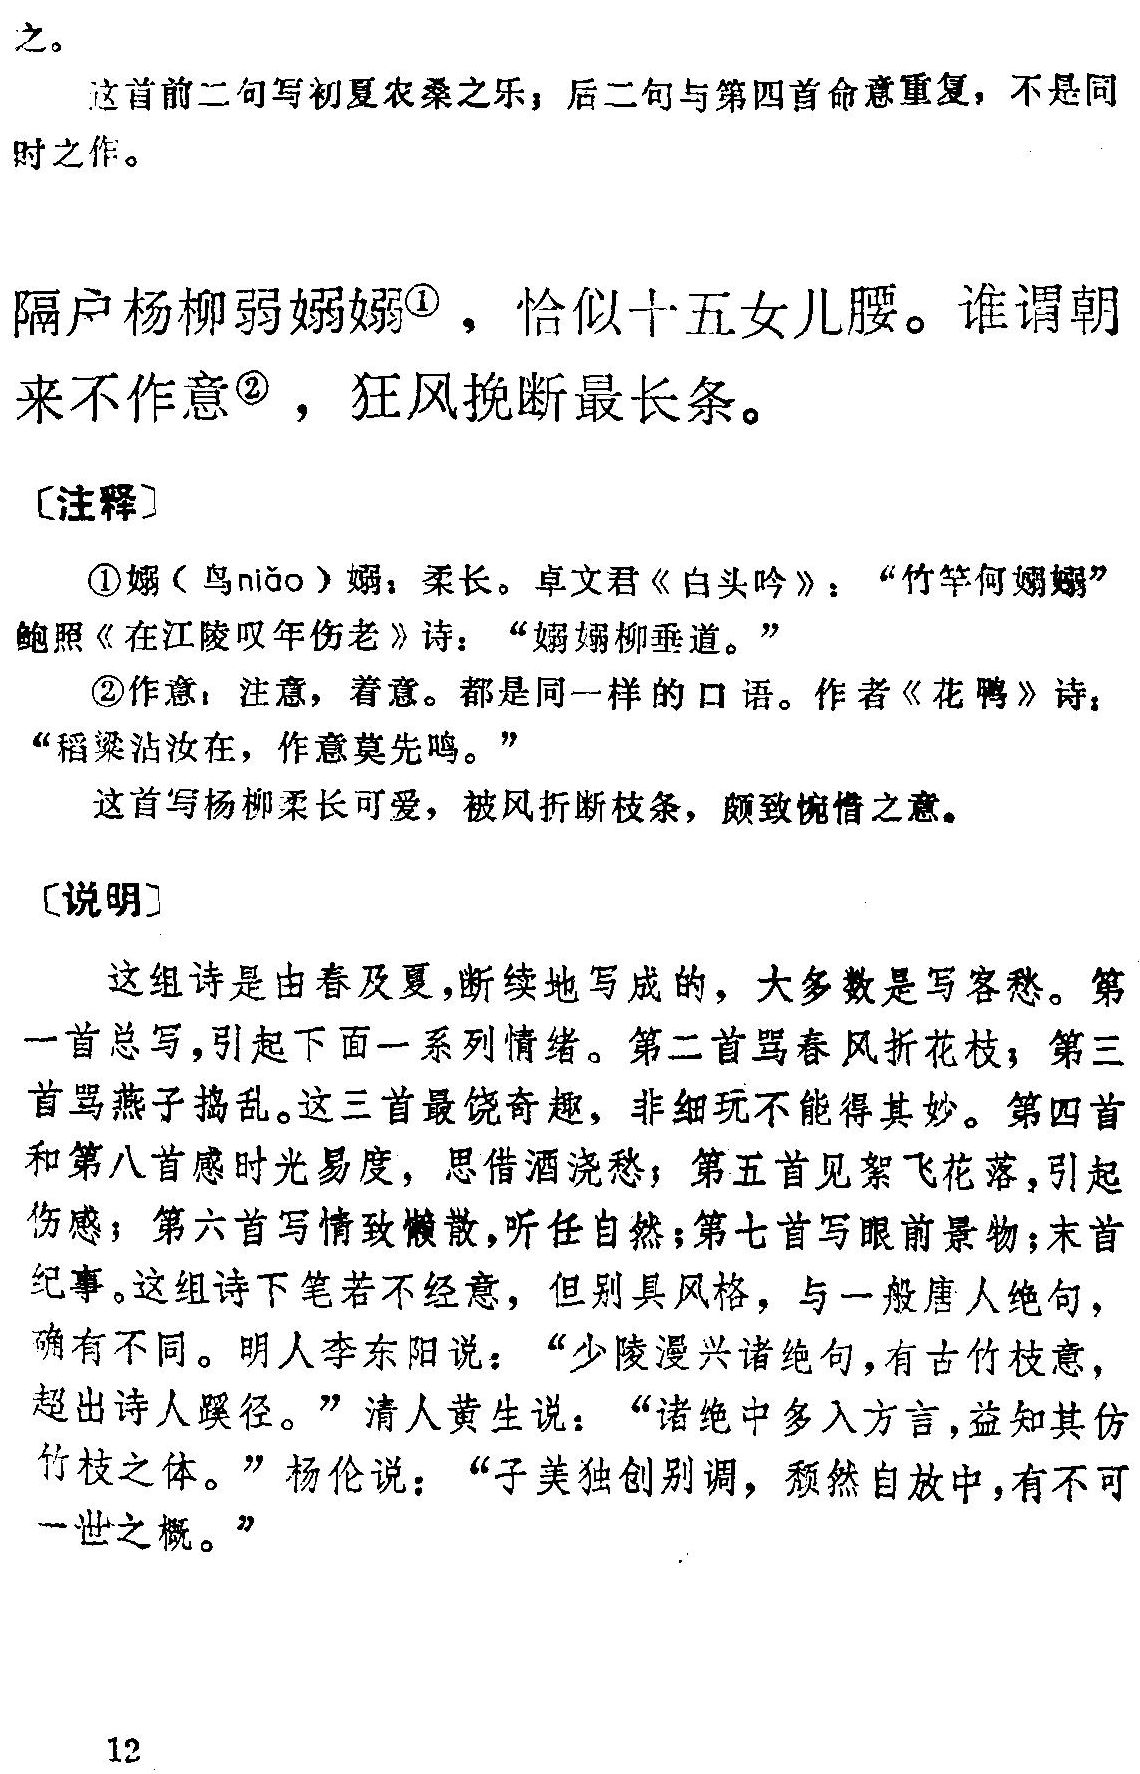 之。
这首前二句写初夏农桑之乐；后二句与第四首命意重复，不是同
时之作。
隔户杨柳弱嫋嫋①，恰似十五女儿腰。谁谓朝
来不作意②，狂风挽断最长条。
〔注释〕
①嫋（鸟niǎo）嫋：柔长。卓文君《白头吟》：“竹竿何嫋嫋”
鲍照《在江陵叹年伤老》诗：“嫋嫋柳垂道。”
②作意：注意，着意。都是同一样的口语。作者《花鸭》诗：
“稻粱沾汝在，作意莫先鸣。”
这首写杨柳柔长可爱，被风折断枝条，颇致惋惜之意。
〔说明〕
这组诗是由春及夏，断续地写成的，大多数是写客愁。第
一首总写，引起下面一系列情绪。第二首骂春风折花枝；第三
首骂燕子捣乱。这三首最饶奇趣，非细玩不能得其妙。第四首
和第八首感时光易度，思借酒浇愁；第五首见絮飞花落，引起
伤感；第六首写情致懒散，听任自然；第七首写眼前景物；末首
纪事。这组诗下笔若不经意，但别具风格，与一般唐人绝句，
确有不同。明人李东阳说：“少陵漫兴诸绝句，有古竹枝意，
超出诗人蹊径。”清人黄生说：“诸绝中多入方言，益知其仿
竹枝之体。”杨伦说：“子美独创别调，颓然自放中，有不可
一世之概。”
12